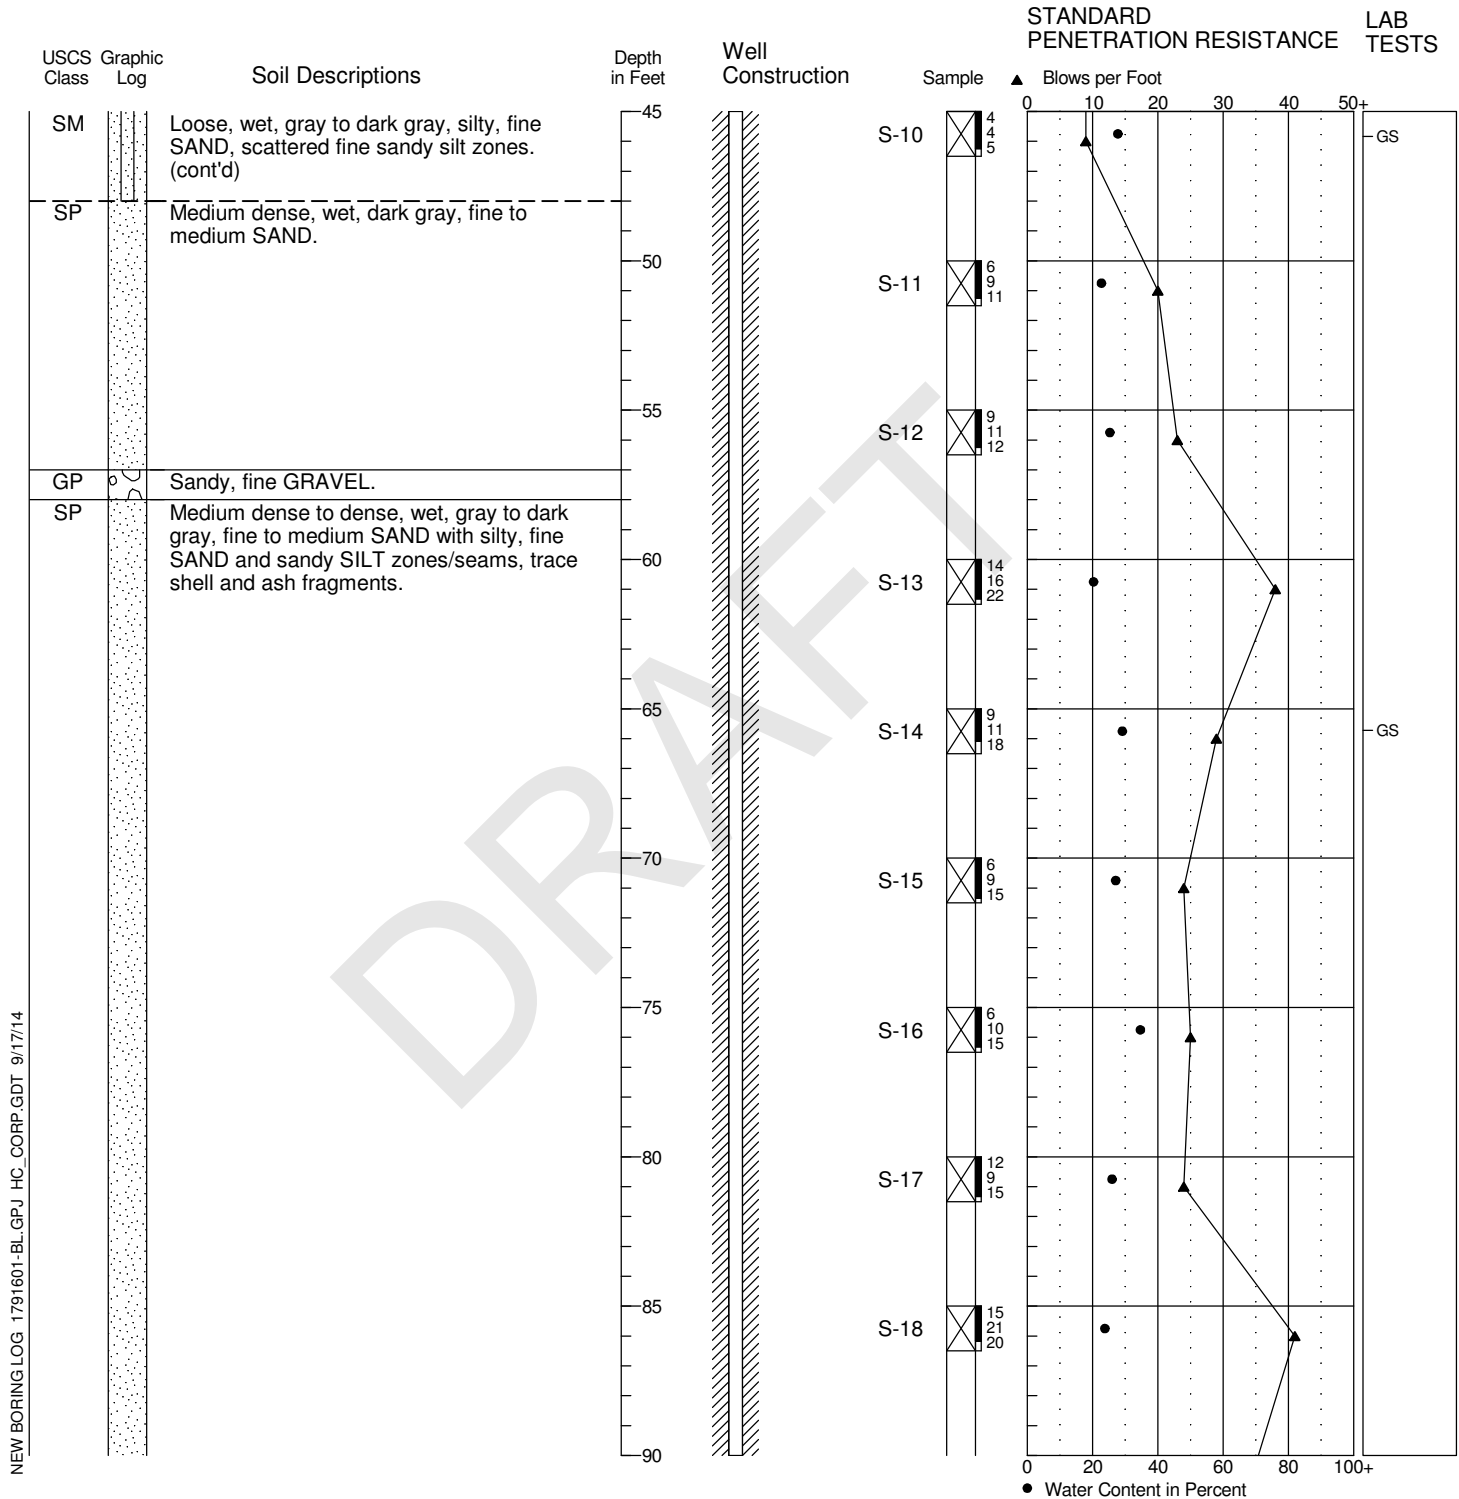 STANDARD
PENETRATION RESISTANCE
LAB
TESTS
USCS
Class
Graphic
Log
Soil Descriptions
Depth
in Feet
Well
Construction
Sample
▲ Blows per Foot
0 10 20 30 40 50+
SM
Loose, wet, gray to dark gray, silty, fine
SAND, scattered fine sandy silt zones.
(cont'd)
45
S-10
4
4
5
GS
SP
Medium dense, wet, dark gray, fine to
medium SAND.
50
S-11
6
9
11
55
S-12
9
11
12
GP
Sandy, fine GRAVEL.
SP
Medium dense to dense, wet, gray to dark
gray, fine to medium SAND with silty, fine
SAND and sandy SILT zones/seams, trace
shell and ash fragments.
60
S-13
14
16
22
65
S-14
9
11
18
GS
70
S-15
6
9
15
75
S-16
6
10
15
80
S-17
12
9
15
85
S-18
15
21
20
90
0 20 40 60 80 100+
● Water Content in Percent
DRAFT
NEW BORING LOG 1791601-BL.GPJ HC_CORP.GDT 9/17/14